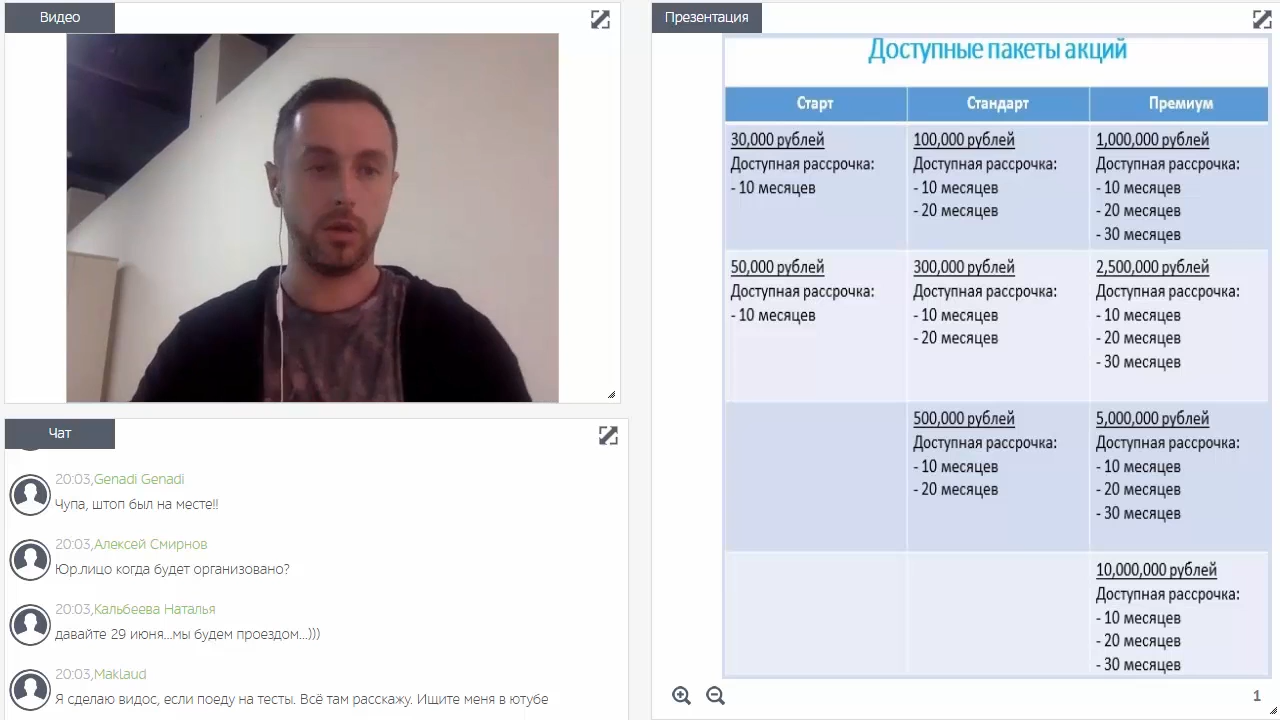 Видео
Чат
20:03,Genadi Genadi
Чупа, штоп был на месте!!
20:03,Алексей Смирнов
Юр.лицо когда будет организовано?
20:03,Кальбеева Наталья
давайте 29 июня...мы будем проездом...)))
20:03,Maklaud
Я сделаю видос, если поеду на тесты. Всё там расскажу. Ищите меня в ютубе
Презентация
Доступные пакеты акций
Старт
Стандарт
Премиум
30,000 рублей
Доступная рассрочка:
- 10 месяцев
100,000 рублей
Доступная рассрочка:
- 10 месяцев
- 20 месяцев
1,000,000 рублей
Доступная рассрочка:
- 10 месяцев
- 20 месяцев
- 30 месяцев
50,000 рублей
Доступная рассрочка:
- 10 месяцев
300,000 рублей
Доступная рассрочка:
- 10 месяцев
- 20 месяцев
2,500,000 рублей
Доступная рассрочка:
- 10 месяцев
- 20 месяцев
- 30 месяцев
500,000 рублей
Доступная рассрочка:
- 10 месяцев
- 20 месяцев
5,000,000 рублей
Доступная рассрочка:
- 10 месяцев
- 20 месяцев
- 30 месяцев
10,000,000 рублей
Доступная рассрочка:
- 10 месяцев
- 20 месяцев
- 30 месяцев
1